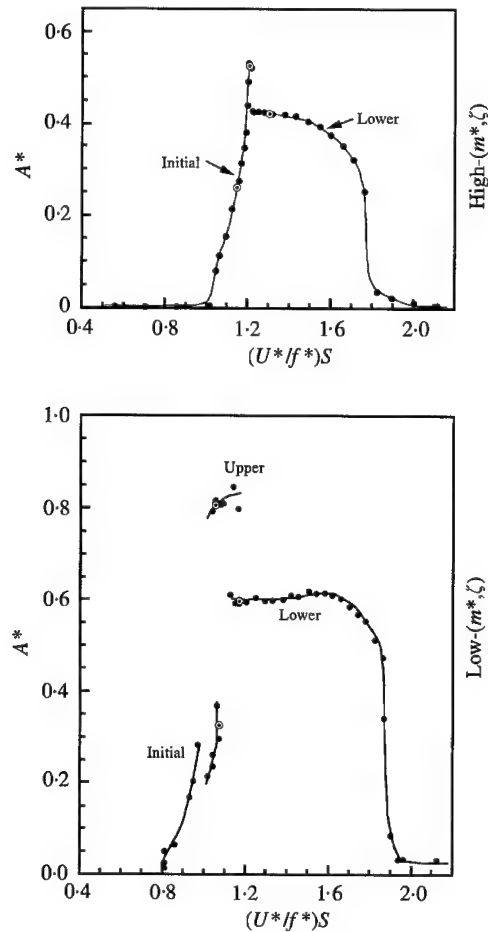 0·6
0·4
0·2
0
A*
Initial
Lower
High-(m*,ζ)
0·4 0·8 1·2 1·6 2·0
(U*/f*)S
1·0
0·8
0·6
0·4
0·2
0.0
A*
Upper
Lower
Initial
Low-(m*,ζ)
0·4 0·8 1·2 1·6 2·0
(U*/f*)S